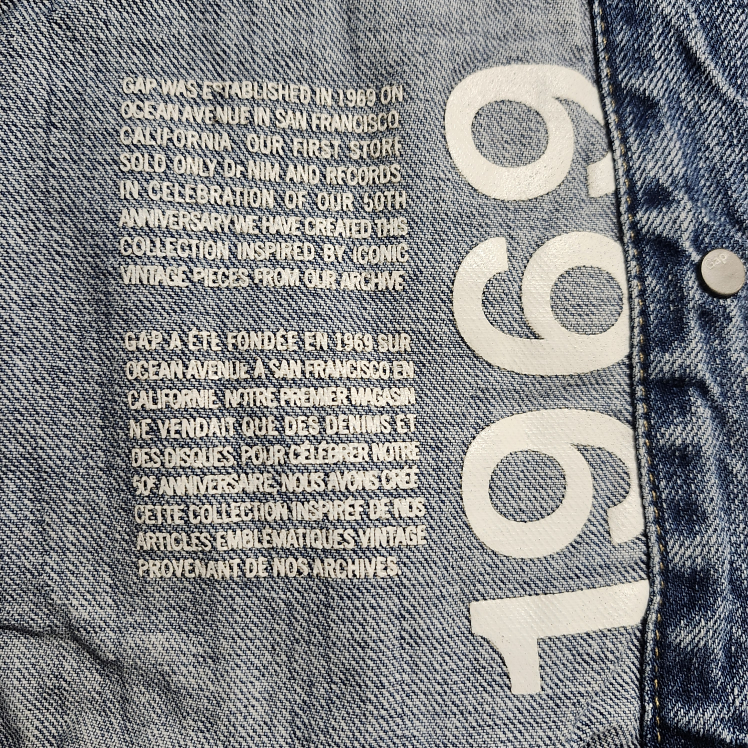 GAP WAS ESTABLISHED IN 1969 ON
OCEAN AVENUE IN SAN FRANCISCO
CALIFORNIA. OUR FIRST STORE
SOLD ONLY DENIM AND RECORDS
IN CELEBRATION OF OUR 50TH
ANNIVERSARY WE HAVE CREATED THIS
COLLECTION INSPIRED BY ICONIC
VINTAGE PIECES FROM OUR ARCHIVE
GAP A ÉTÉ FONDÉE EN 1969 SUR
OCEAN AVENUE À SAN FRANCISCO EN
CALIFORNIE. NOTRE PREMIER MAGASIN
NE VENDAIT QUE DES DENIMS ET
DES DISQUES. POUR CÉLÉBRER NOTRE
50E ANNIVERSAIRE, NOUS AVONS CRÉÉ
CETTE COLLECTION INSPIRÉE DE NOS
ARTICLES EMBLÉMATIQUES VINTAGE
PROVENANT DE NOS ARCHIVES.
1969
GAP